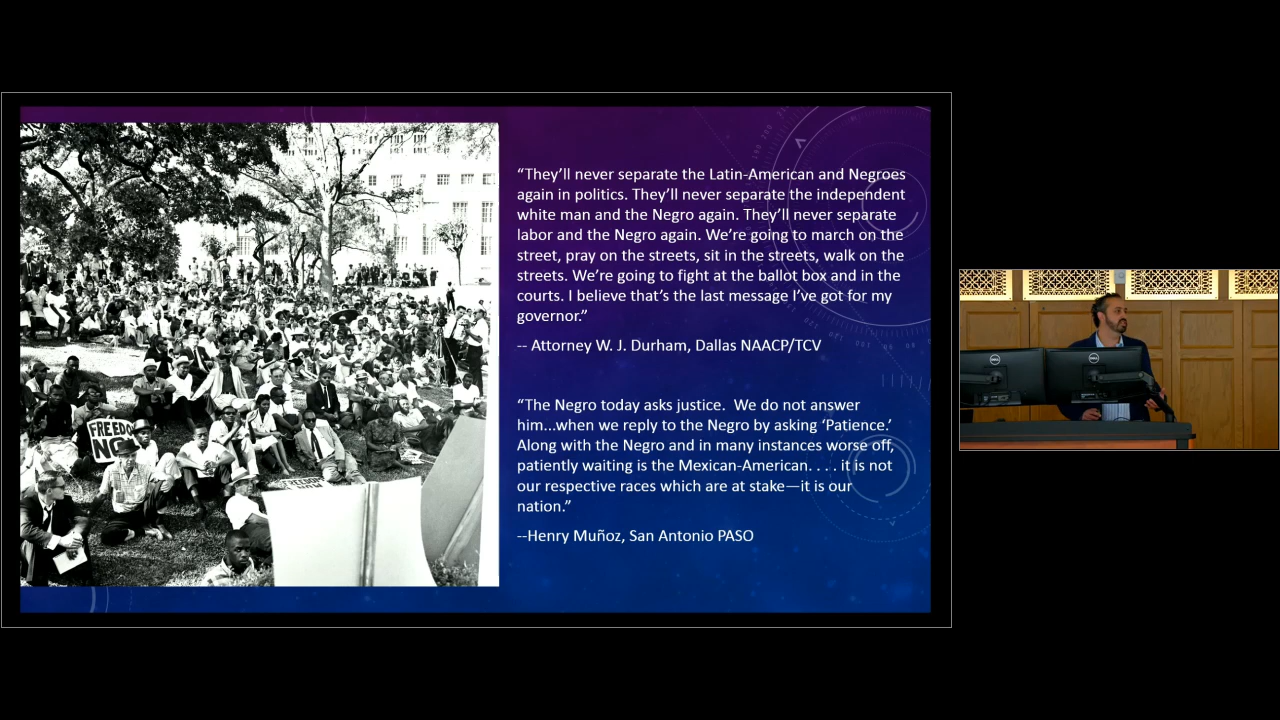 “They’ll never separate the Latin-American and Negroes
again in politics. They’ll never separate the independent
white man and the Negro again. They’ll never separate
labor and the Negro again. We’re going to march on the
street, pray on the streets, sit in the streets, walk on the
streets. We’re going to fight at the ballot box and in the
courts. I believe that’s the last message I’ve got for my
governor.”
-- Attorney W. J. Durham, Dallas NAACP/TCV
“The Negro today asks justice.  We do not answer
him…when we reply to the Negro by asking ‘Patience.’
Along with the Negro and in many instances worse off,
patiently waiting is the Mexican-American. . . . it is not
our respective races which are at stake—it is our
nation.”
--Henry Muñoz, San Antonio PASO
FREEDO
NO
FREEDOM
DELL
DELL